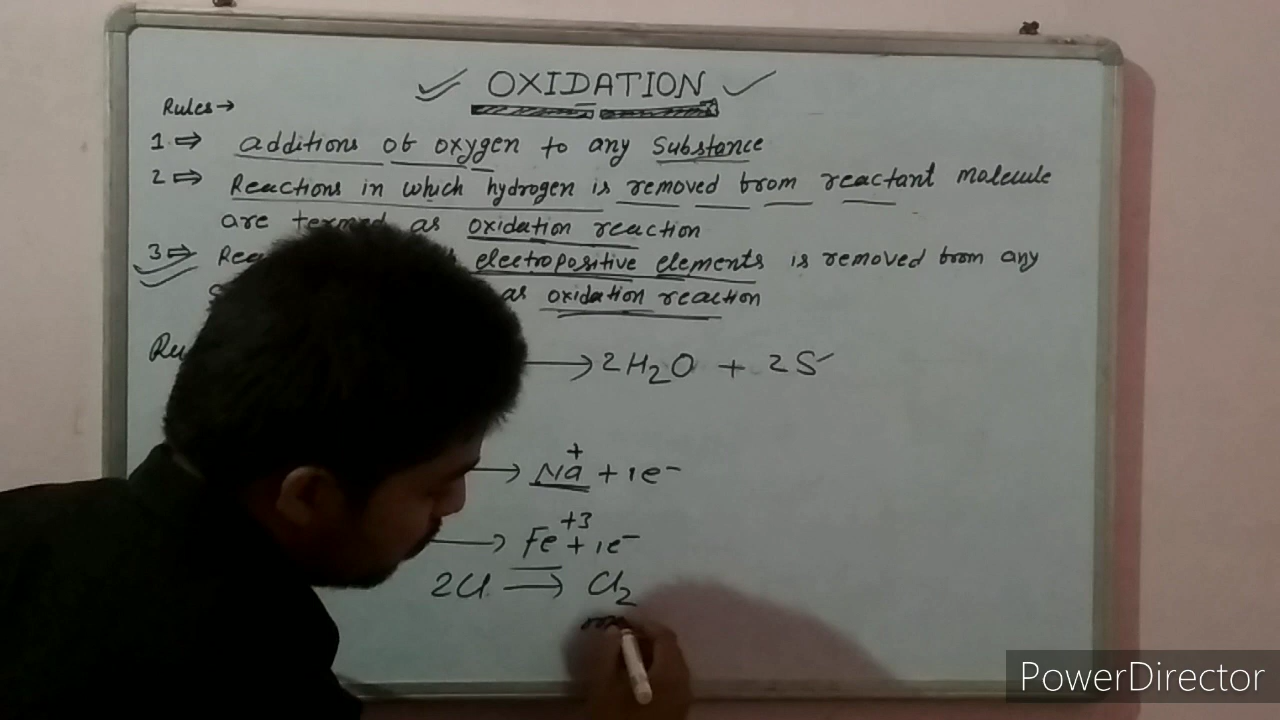 OXIDATION
Rules →
1 ⇒ additions of oxygen to any substance
2 ⇒ Reactions in which hydrogen is removed from reactant molecule
are termed as oxidation reaction
3 ⇒ electropositive elements is removed from any
as oxidation reaction
⟶ 2H₂O + 2S
⟶ Na⁺ + 1e⁻
⟶ Fe⁺³ + 1e⁻
2Cl ⟶ Cl₂
PowerDirector